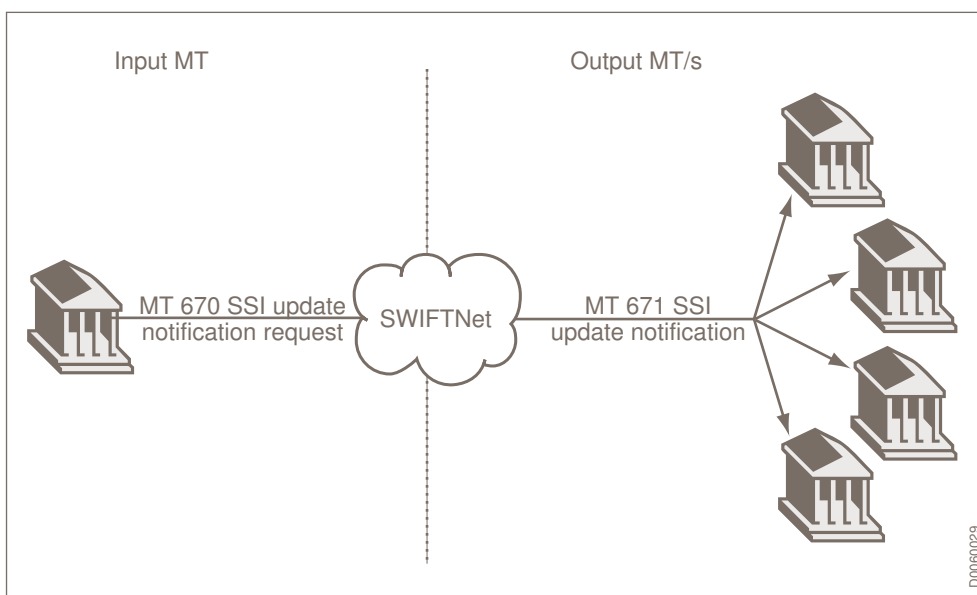 Input MT
Output MT/s
MT 670 SSI update
notification request
SWIFTNet
MT 671 SSI
update notification
D0060029